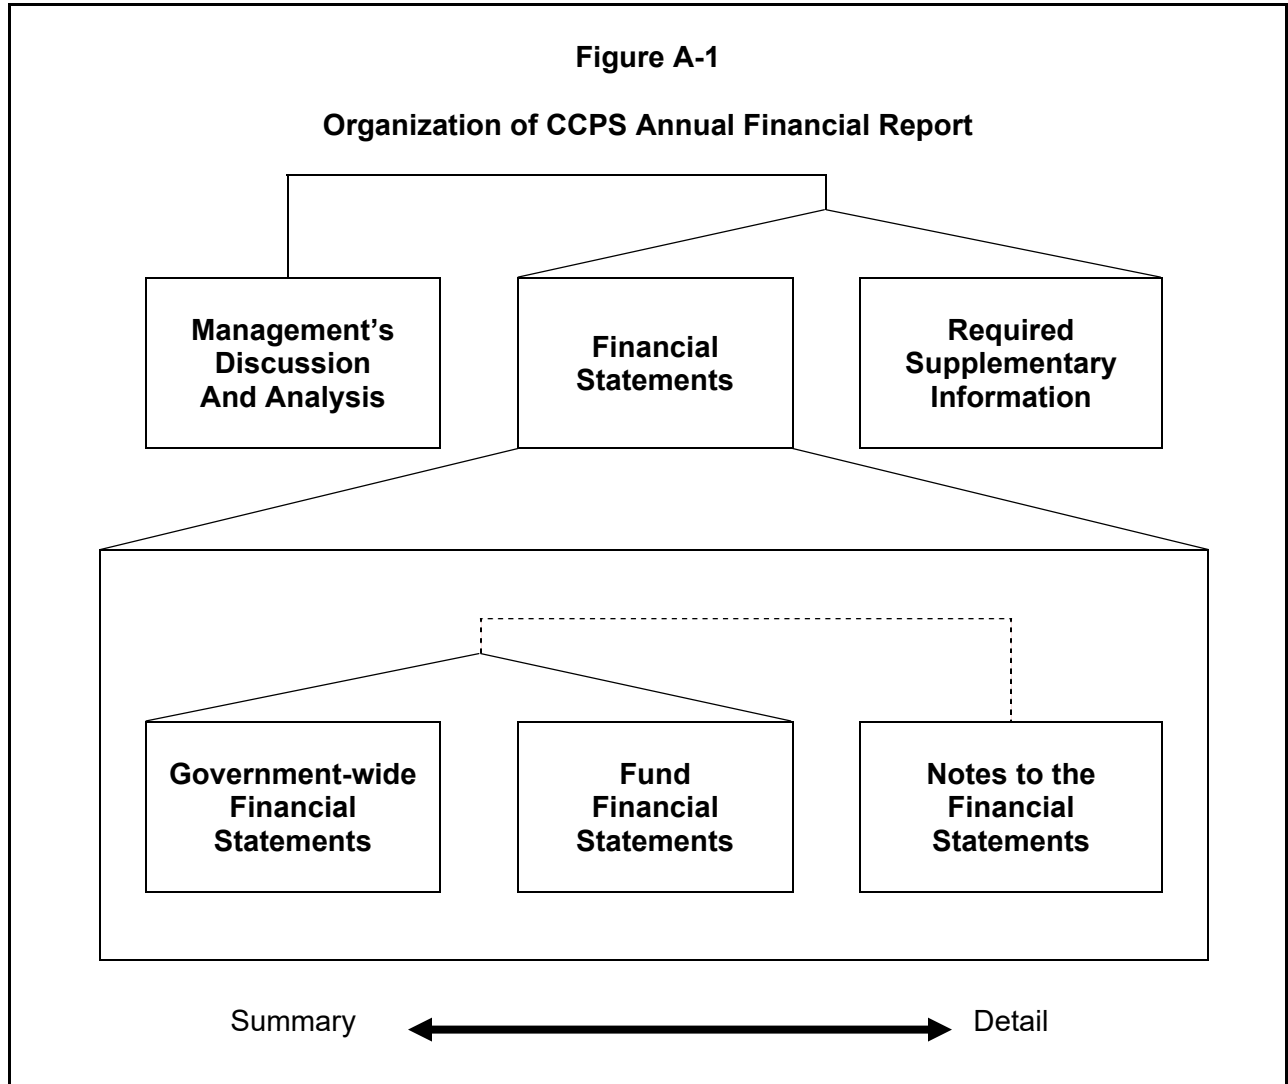 Figure A-1
Organization of CCPS Annual Financial Report
Management’s
Discussion
And Analysis
Financial
Statements
Required
Supplementary
Information
Government-wide
Financial
Statements
Fund
Financial
Statements
Notes to the
Financial
Statements
Summary
Detail